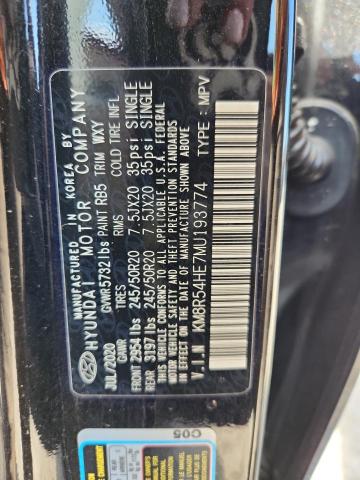 MANUFACTURED IN KOREA BY
HYUNDAI MOTOR COMPANY
JUL/2020 GVWR 5732 lbs PAINT RB5 TRIM WXY
GAWR TIRES RIMS COLD TIRE INFL
FRONT 2954 lbs 245/50R20 7.5JX20 35psi SINGLE
REAR 3197 lbs 245/50R20 7.5JX20 35psi SINGLE
THIS VEHICLE CONFORMS TO ALL APPLICABLE U.S.A. FEDERAL
MOTOR VEHICLE SAFETY, BUMPER, AND THEFT PREVENTION STANDARDS
IN EFFECT ON THE DATE OF MANUFACTURE SHOWN ABOVE.
V.I.N : KM8R54HE7MU193774 TYPE : MPV
C05